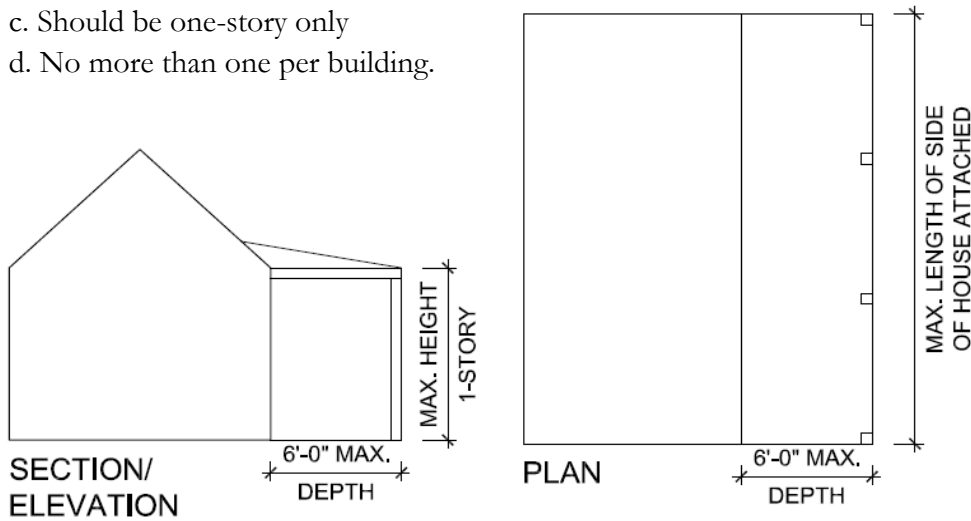 c. Should be one-story only
d. No more than one per building.
MAX. HEIGHT
1-STORY
6'-0" MAX.
DEPTH
SECTION/
ELEVATION
MAX. LENGTH OF SIDE
OF HOUSE ATTACHED
6'-0" MAX.
DEPTH
PLAN